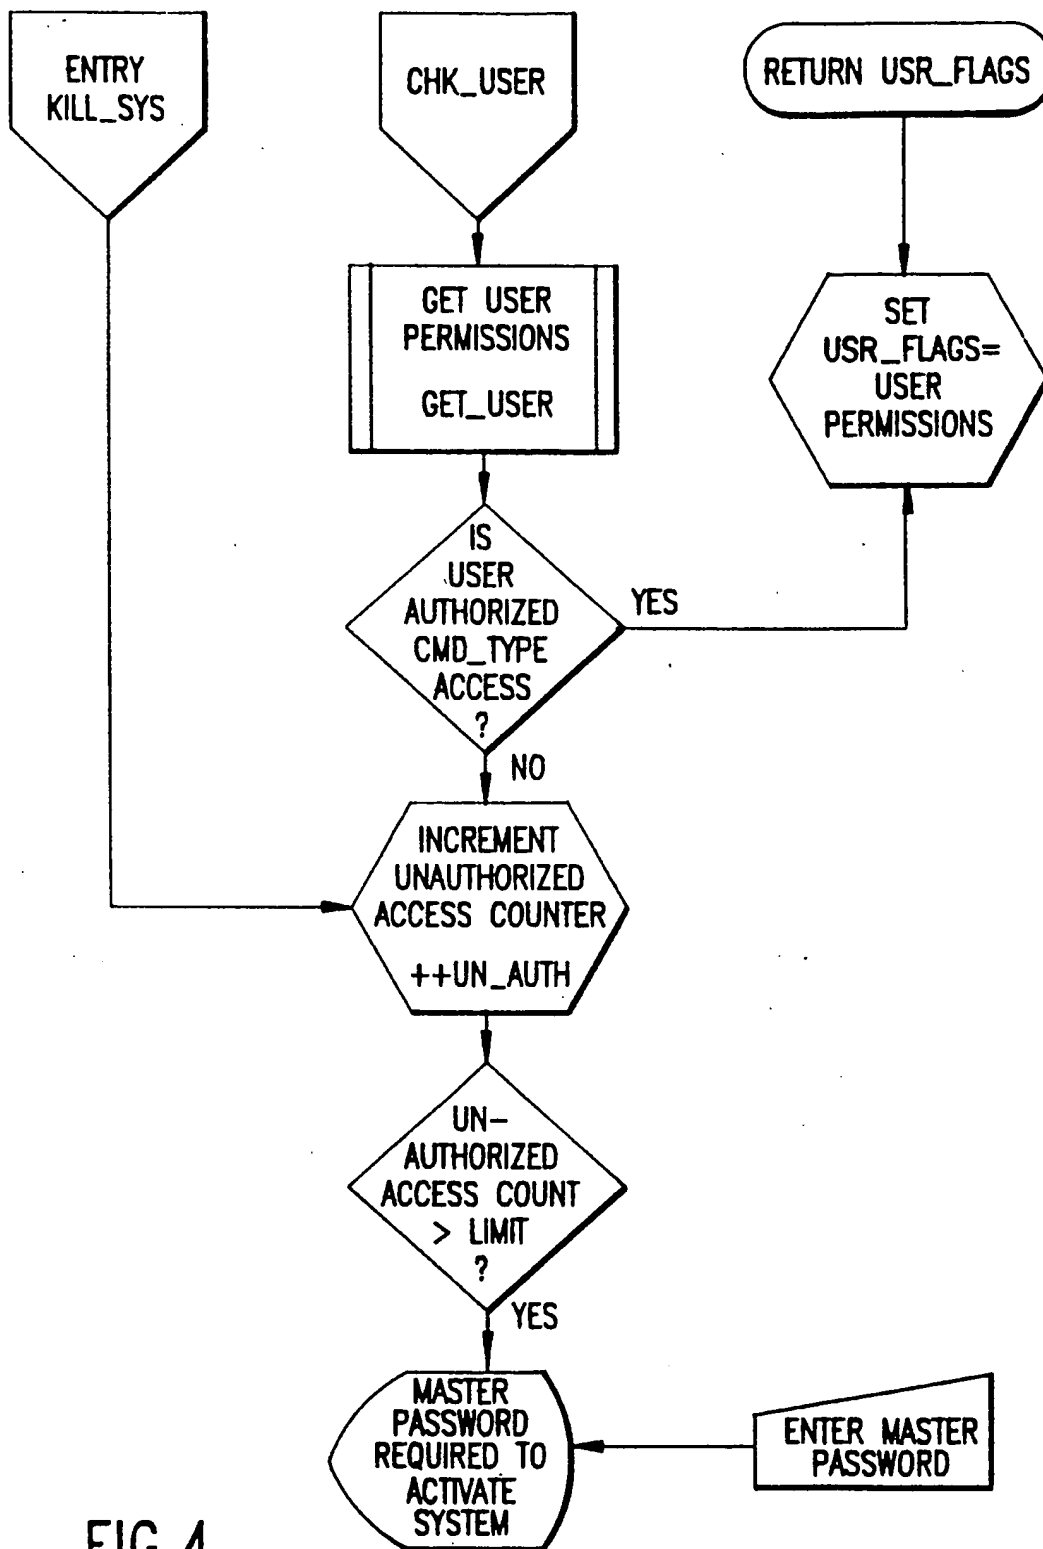 ENTRY
KILL_SYS
CHK_USER
RETURN USR_FLAGS
GET USER
PERMISSIONS
GET_USER
SET
USR_FLAGS=
USER
PERMISSIONS
IS
USER
AUTHORIZED
CMD_TYPE
ACCESS
?
YES
NO
INCREMENT
UNAUTHORIZED
ACCESS COUNTER
++UN_AUTH
UN-
AUTHORIZED
ACCESS COUNT
> LIMIT
?
YES
MASTER
PASSWORD
REQUIRED TO
ACTIVATE
SYSTEM
ENTER MASTER
PASSWORD
FIG 4